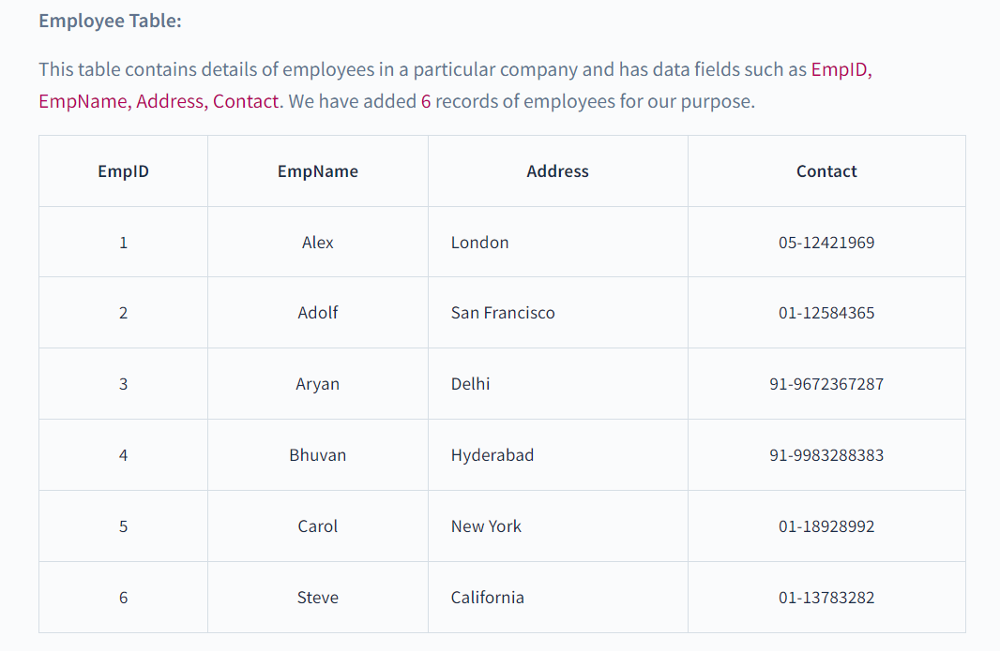 Employee Table:
This table contains details of employees in a particular company and has data fields such as EmpID,
EmpName, Address, Contact. We have added 6 records of employees for our purpose.
EmpID EmpName Address Contact
1 Alex London 05-12421969
2 Adolf San Francisco 01-12584365
3 Aryan Delhi 91-9672367287
4 Bhuvan Hyderabad 91-9983288383
5 Carol New York 01-18928992
6 Steve California 01-13783282